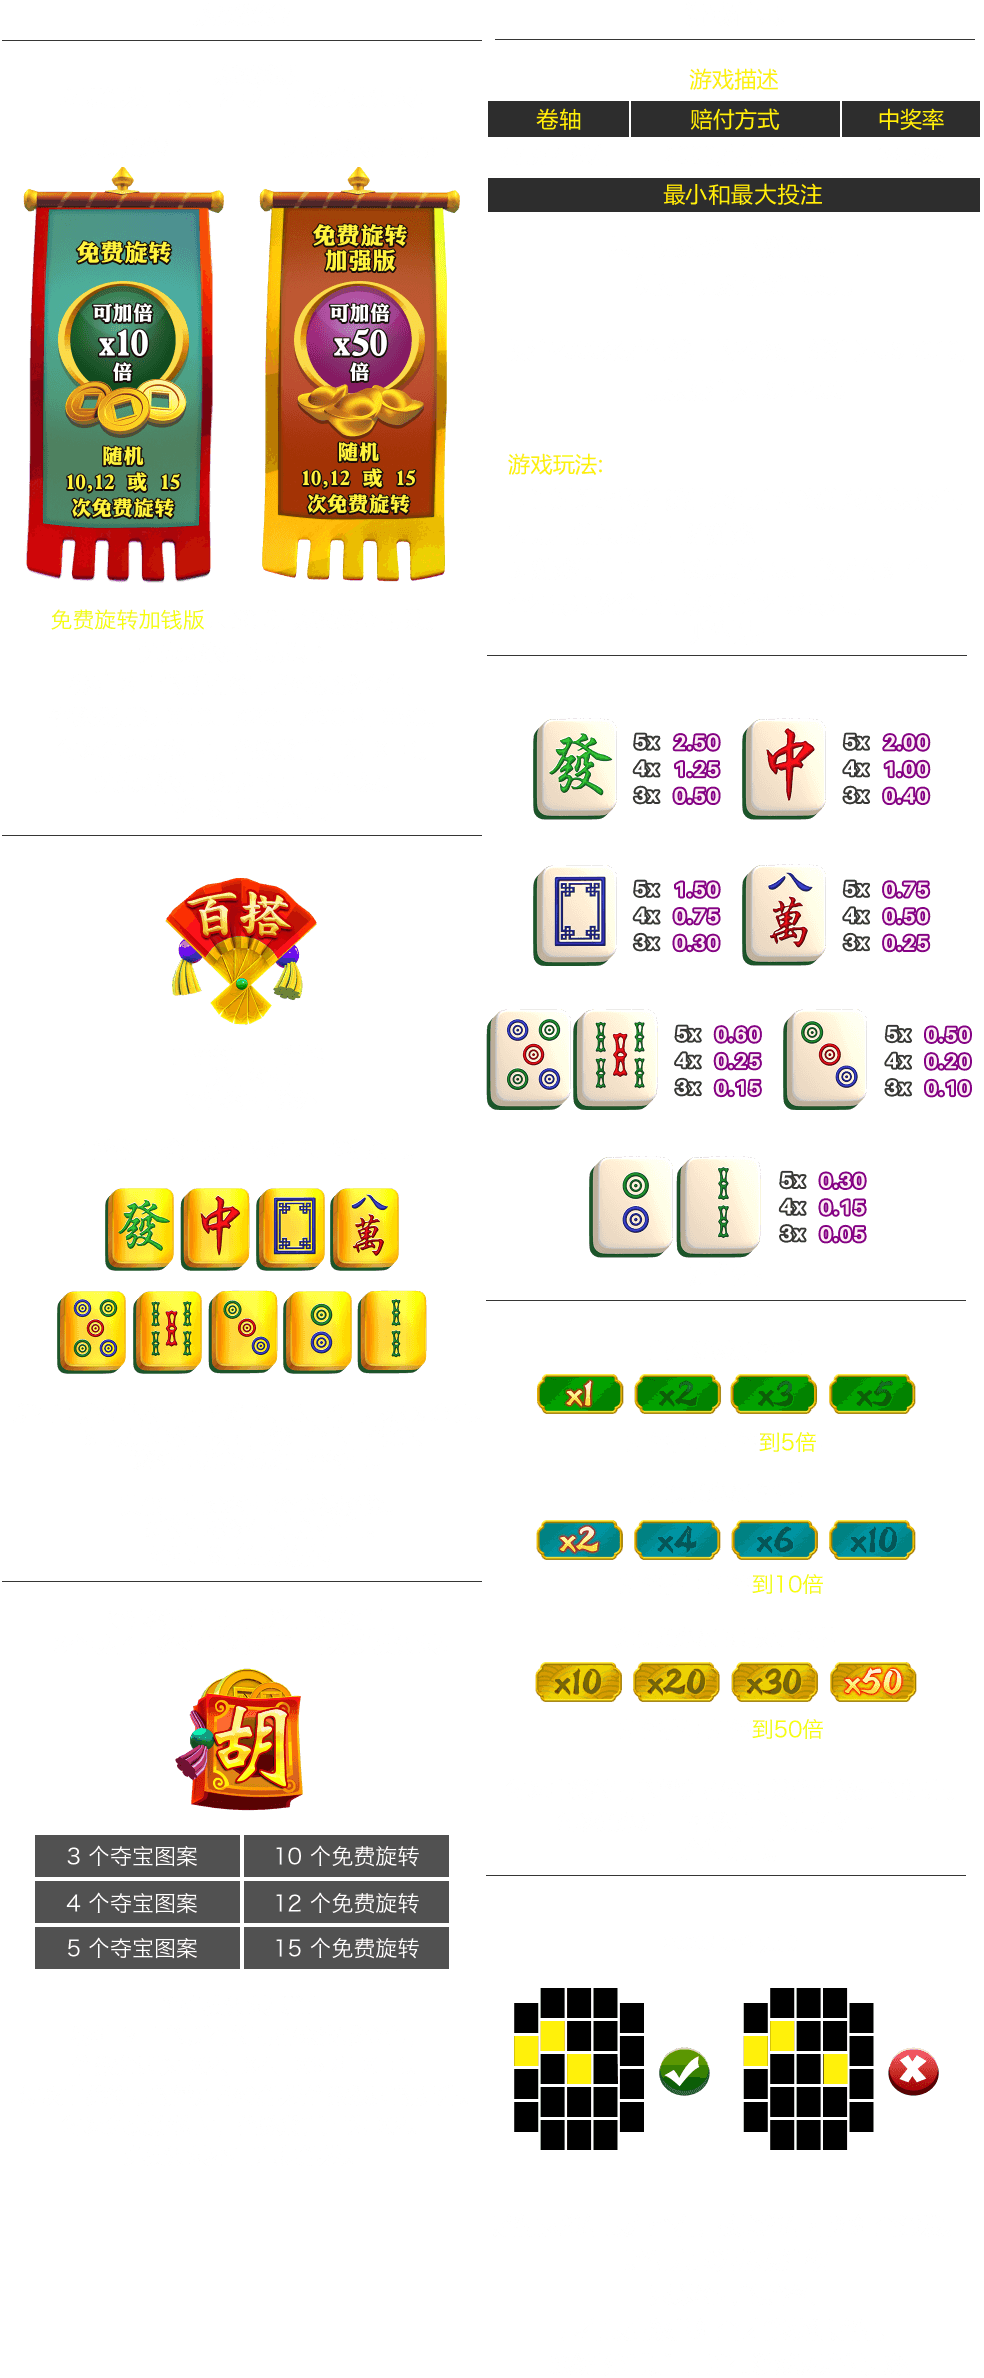 免费旋转
可加倍
x10
倍
随机
10,12 或 15
次免费旋转
免费旋转
加强版
可加倍
x50
倍
随机
10,12 或 15
次免费旋转
免费旋转加钱版
百搭
發 中 八萬
胡
3 个夺宝图案 10 个免费旋转
4 个夺宝图案 12 个免费旋转
5 个夺宝图案 15 个免费旋转
游戏描述
卷轴 赔付方式 中奖率
最小和最大投注
游戏玩法:
發
5x 2.50
4x 1.25
3x 0.50
中
5x 2.00
4x 1.00
3x 0.40
5x 1.50
4x 0.75
3x 0.30
八萬
5x 0.75
4x 0.50
3x 0.25
5x 0.60
4x 0.25
3x 0.15
5x 0.50
4x 0.20
3x 0.10
5x 0.30
4x 0.15
3x 0.05
x1 x2 x3 x5
到5倍
x2 x4 x6 x10
到10倍
x10 x20 x30 x50
到50倍